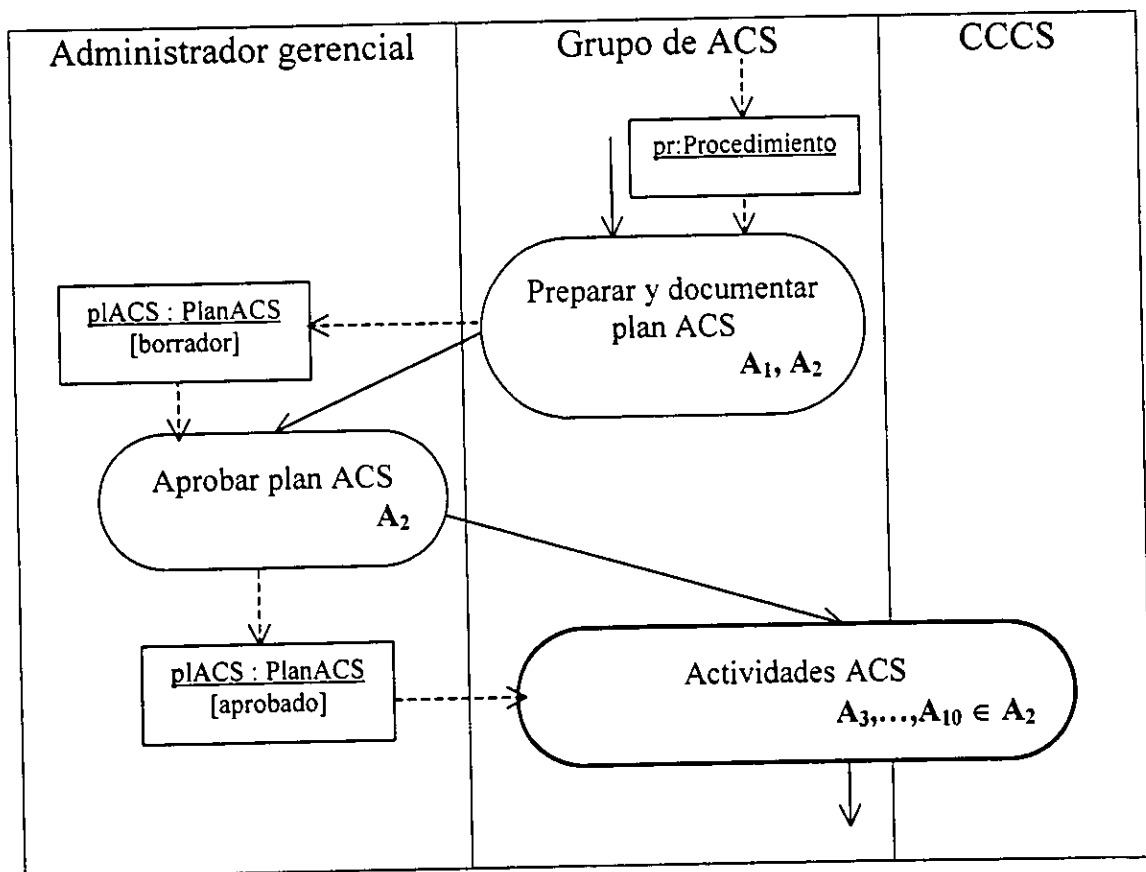 Administrador gerencial
Grupo de ACS
CCCS
pr:Procedimiento
Preparar y documentar
plan ACS
A₁, A₂
plACS : PlanACS
[borrador]
Aprobar plan ACS
A₂
plACS : PlanACS
[aprobado]
Actividades ACS
A₃,...,A₁₀ ∈ A₂